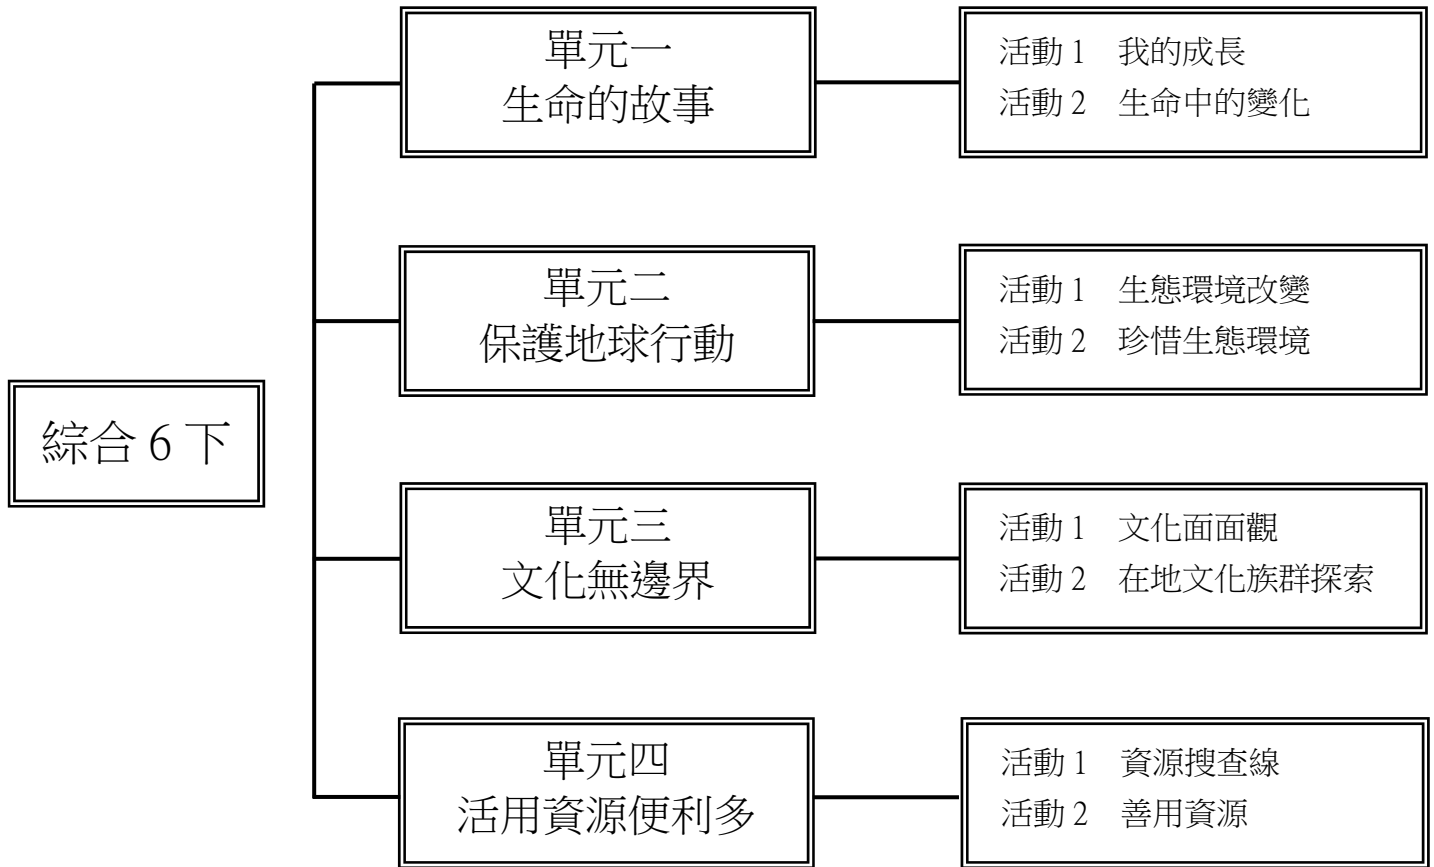 單元一
生命的故事
活動 1　我的成長
活動 2　生命中的變化
單元二
保護地球行動
活動 1　生態環境改變
活動 2　珍惜生態環境
綜合 6 下
單元三
文化無邊界
活動 1　文化面面觀
活動 2　在地文化族群探索
單元四
活用資源便利多
活動 1　資源搜查線
活動 2　善用資源